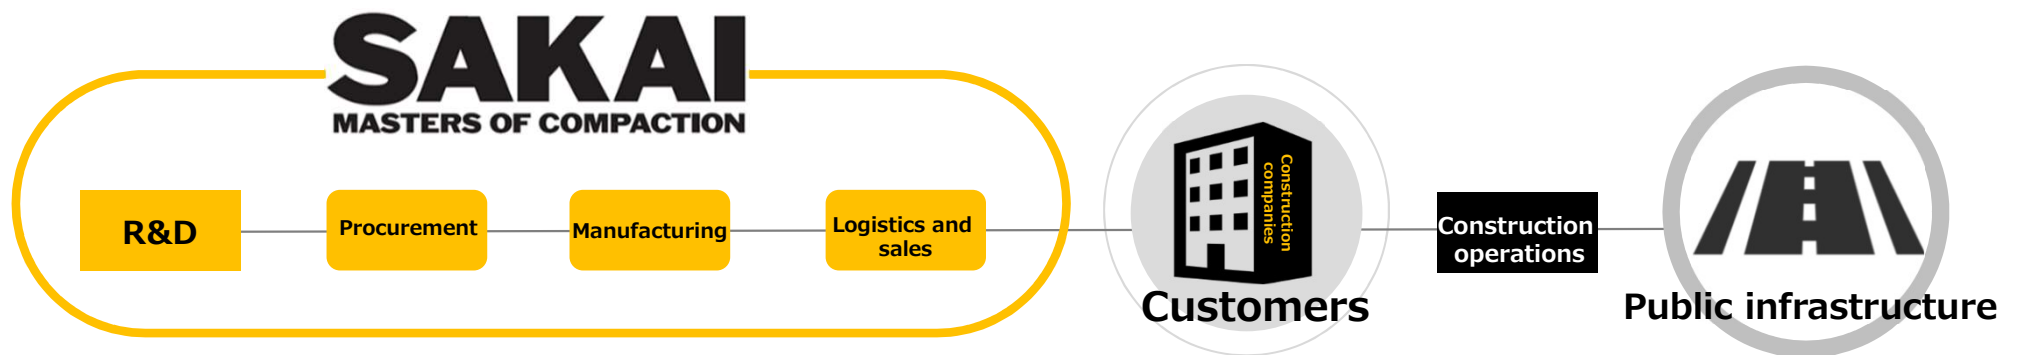 SAKAI
MASTERS OF COMPACTION
R&D
Procurement
Manufacturing
Logistics and
sales
Construction
companies
Customers
Construction
operations
Public infrastructure